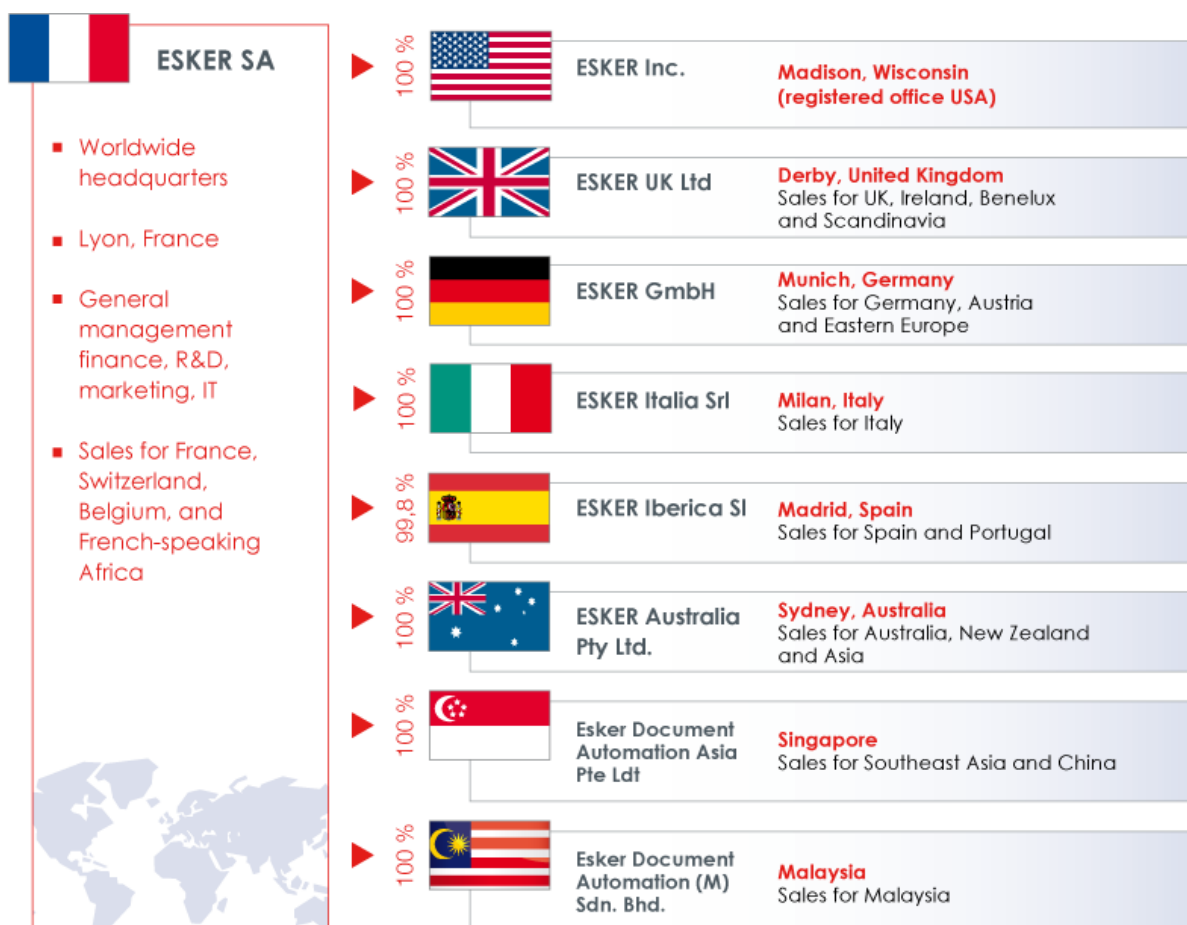 ESKER SA
Worldwide
headquarters
Lyon, France
General
management
finance, R&D,
marketing, IT
Sales for France,
Switzerland,
Belgium, and
French-speaking
Africa
100 %
ESKER Inc.
Madison, Wisconsin
(registered office USA)
100 %
ESKER UK Ltd
Derby, United Kingdom
Sales for UK, Ireland, Benelux
and Scandinavia
100 %
ESKER GmbH
Munich, Germany
Sales for Germany, Austria
and Eastern Europe
100 %
ESKER Italia Srl
Milan, Italy
Sales for Italy
99,8 %
ESKER Iberica Sl
Madrid, Spain
Sales for Spain and Portugal
100 %
ESKER Australia
Pty Ltd.
Sydney, Australia
Sales for Australia, New Zealand
and Asia
100 %
Esker Document
Automation Asia
Pte Ldt
Singapore
Sales for Southeast Asia and China
100 %
Esker Document
Automation (M)
Sdn. Bhd.
Malaysia
Sales for Malaysia